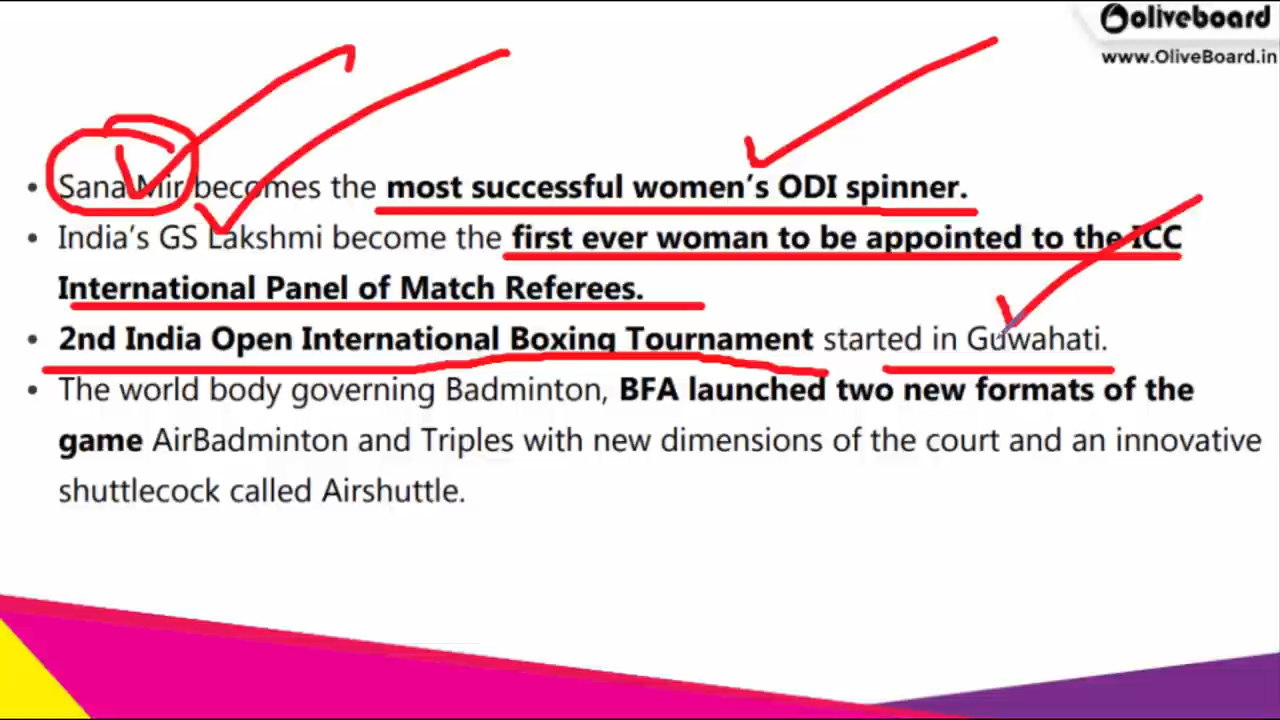 oliveboard
www.OliveBoard.in
• Sana Mir becomes the most successful women's ODI spinner.
• India's GS Lakshmi become the first ever woman to be appointed to the ICC
International Panel of Match Referees.
• 2nd India Open International Boxing Tournament started in Guwahati.
• The world body governing Badminton, BFA launched two new formats of the
game AirBadminton and Triples with new dimensions of the court and an innovative
shuttlecock called Airshuttle.